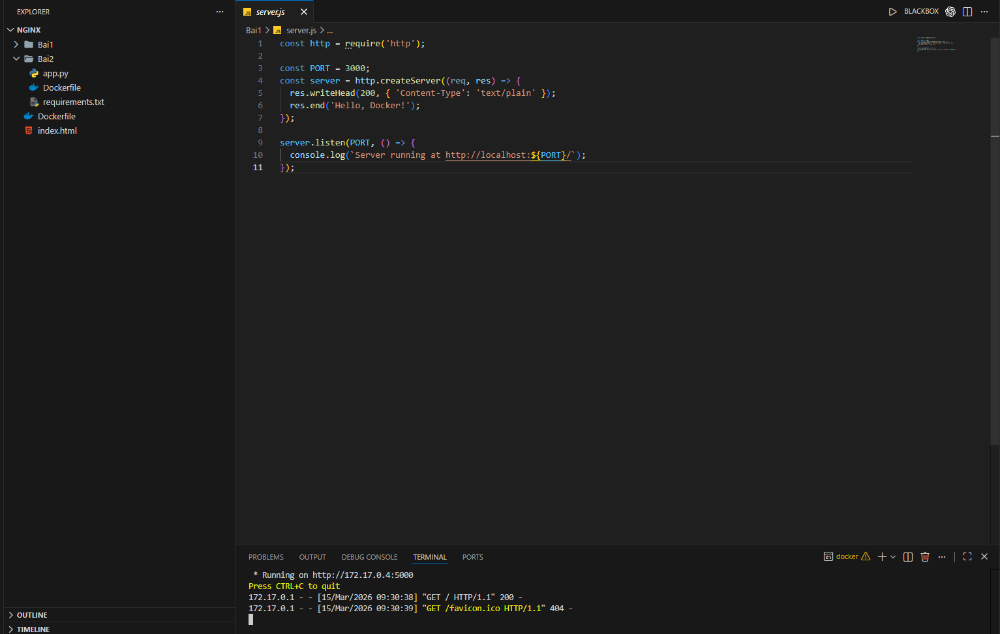 EXPLORER
NGINX
Bai1
Bai2
app.py
Dockerfile
requirements.txt
Dockerfile
index.html
OUTLINE
TIMELINE
JS server.js
BLACKBOX
Bai1 > JS server.js > ...
1 const http = require('http');
2
3 const PORT = 3000;
4 const server = http.createServer((req, res) => {
5 res.writeHead(200, { 'Content-Type': 'text/plain' });
6 res.end('Hello, Docker!');
7 });
8
9 server.listen(PORT, () => {
10 console.log(`Server running at http://localhost:${PORT}/`);
11 });
PROBLEMS OUTPUT DEBUG CONSOLE TERMINAL PORTS
docker
* Running on http://172.17.0.4:5000
Press CTRL+C to quit
172.17.0.1 - - [15/Mar/2026 09:30:38] "GET / HTTP/1.1" 200 -
172.17.0.1 - - [15/Mar/2026 09:30:39] "GET /favicon.ico HTTP/1.1" 404 -